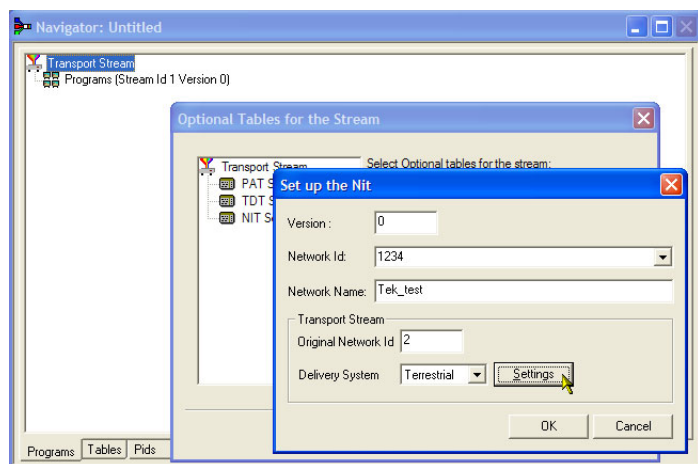 Navigator: Untitled
Transport Stream
Programs (Stream Id 1 Version 0)
Optional Tables for the Stream
Transport Stream
Select Optional tables for the stream:
PAT S
TDT S
NIT Se
Set up the Nit
Version :
0
Network Id:
1234
Network Name:
Tek_test
Transport Stream
Original Network Id
2
Delivery System
Terrestrial
Settings
OK
Cancel
Programs
Tables
Pids